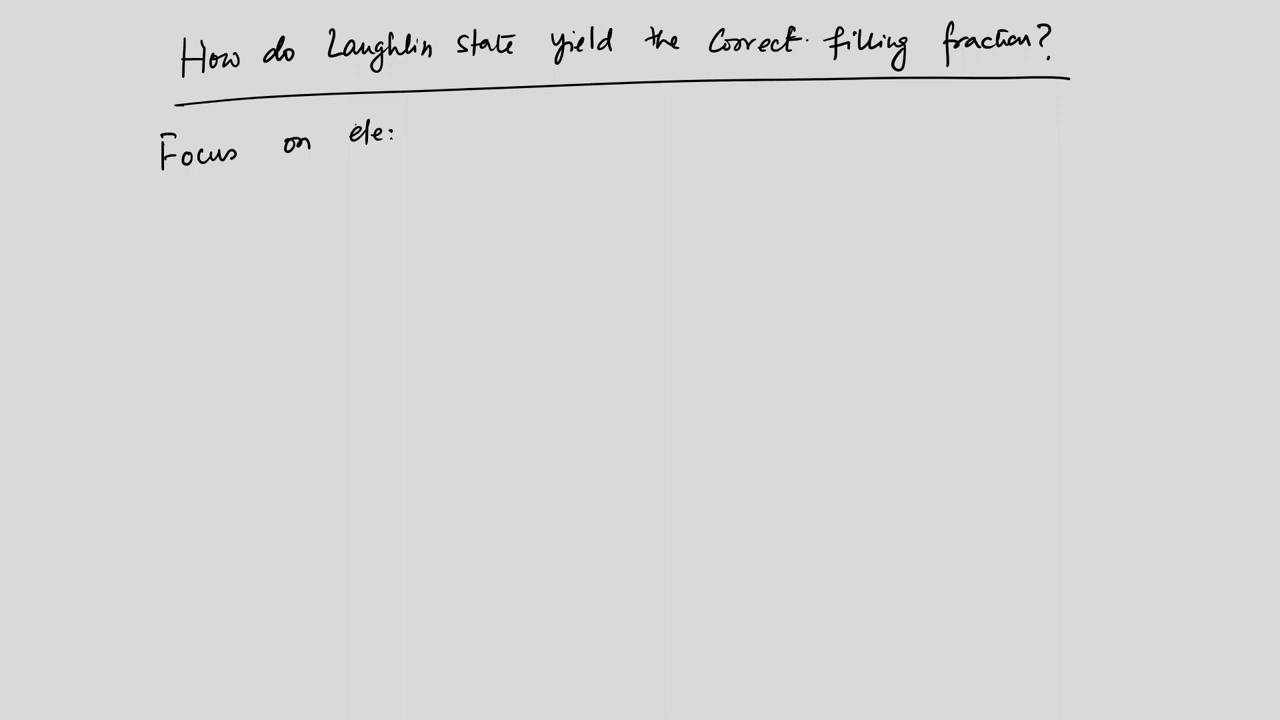 How do Laughlin state yield the correct filling fraction?
Focus on ele: